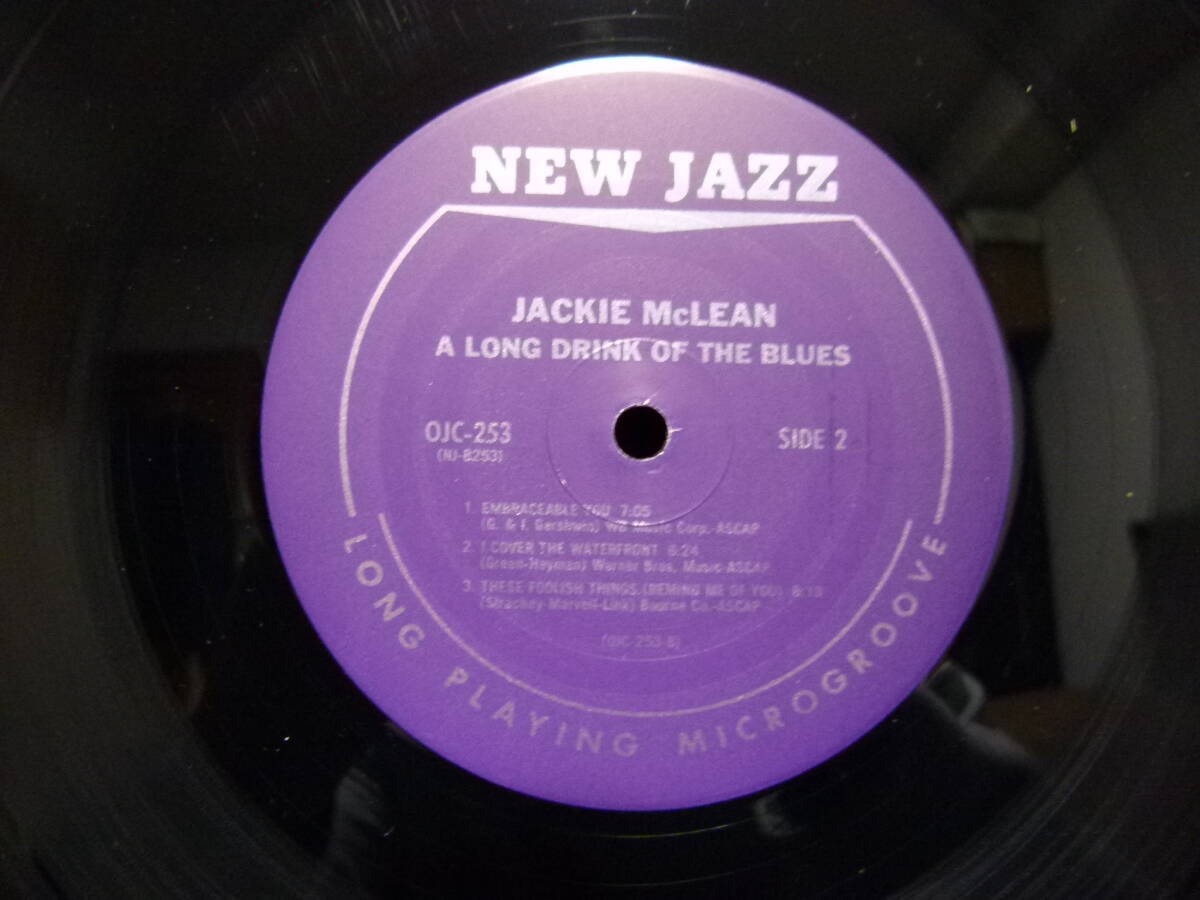 NEW JAZZ
JACKIE McLEAN
A LONG DRINK OF THE BLUES
OJC-253
(NJ-8253)
SIDE 2
1. EMBRACEABLE YOU 7:05
(G. & I. Gershwin) WB Music Corp.-ASCAP
2. I COVER THE WATERFRONT 6:24
(Green-Heyman) Warner Bros. Music-ASCAP
3. THESE FOOLISH THINGS (REMIND ME OF YOU)
(Strachey-Marvell-Link) Bourne Co.-ASCAP
(OJC-253-B)
LONG PLAYING MICROGROOVE